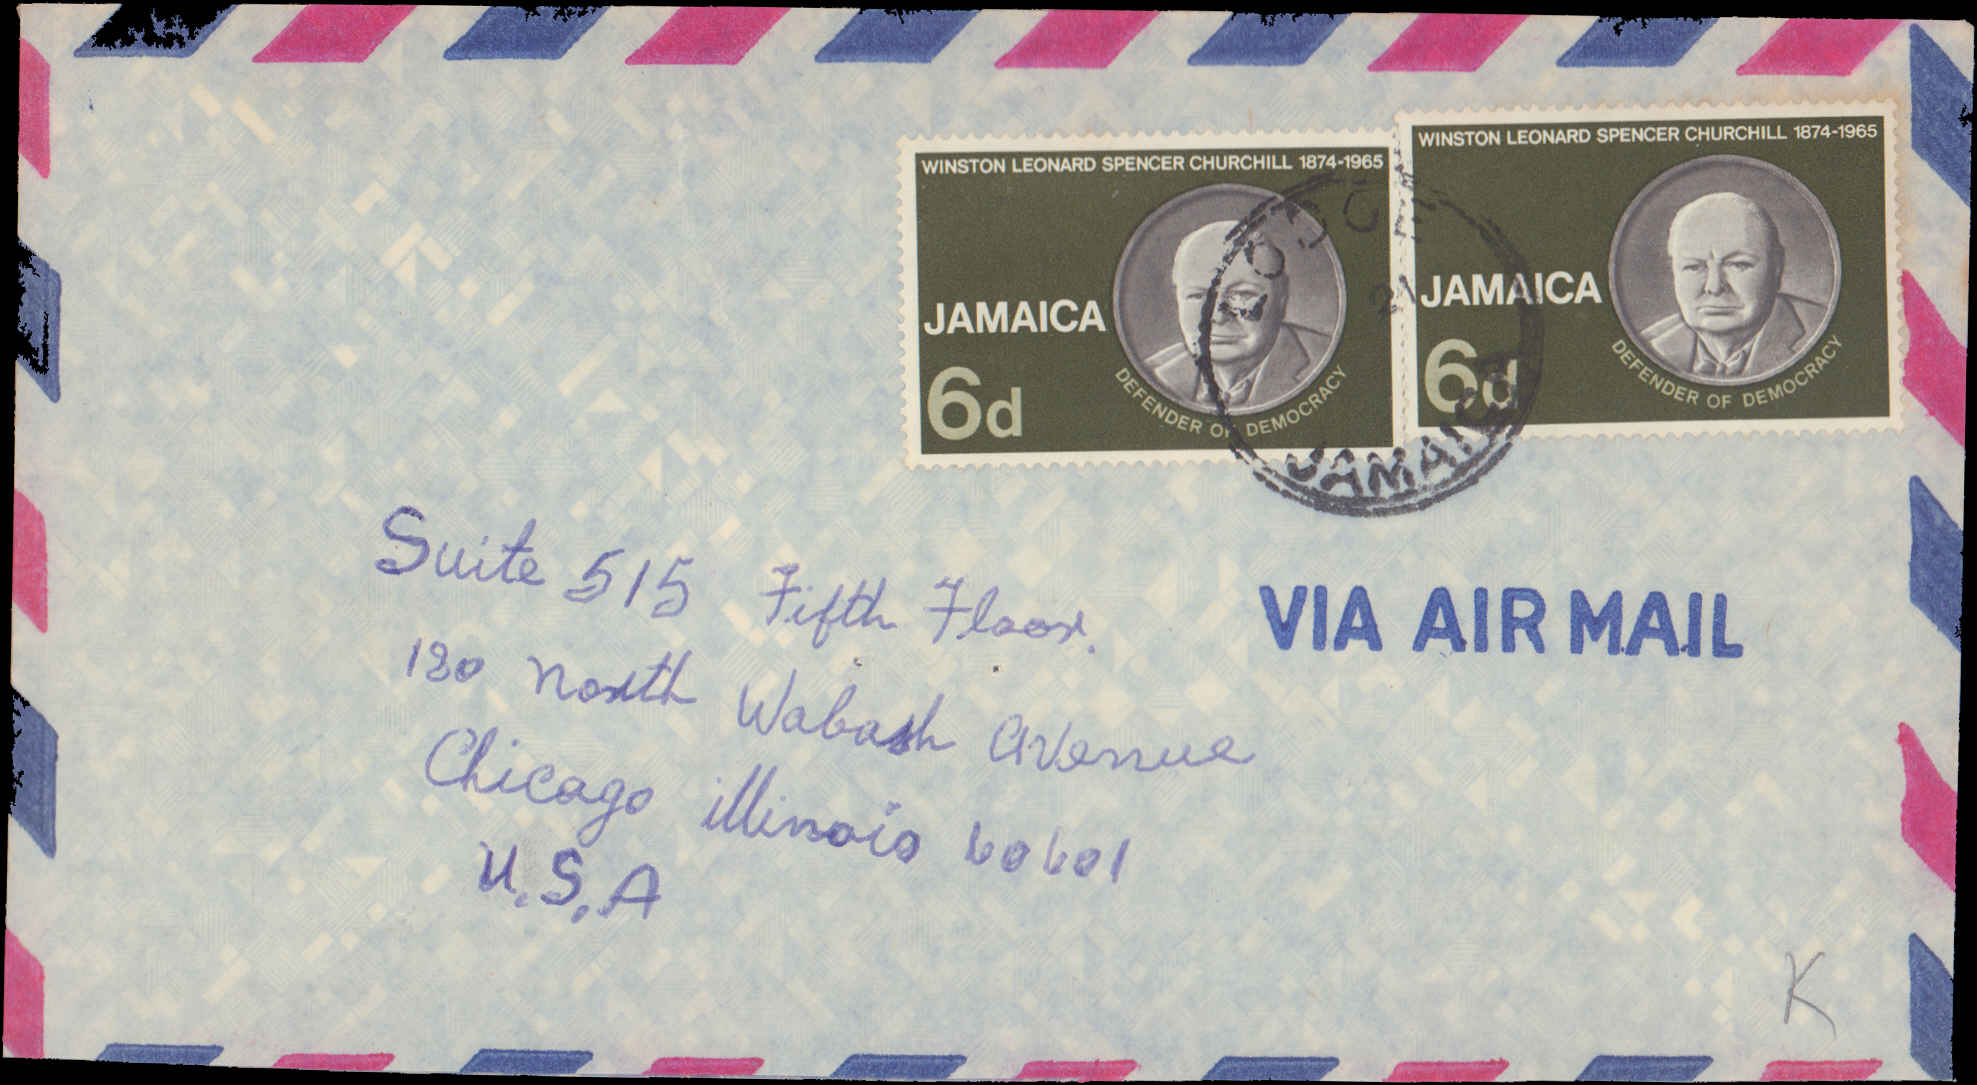 WINSTON LEONARD SPENCER CHURCHILL 1874-1965
JAMAICA
6d
DEFENDER OF DEMOCRACY
WINSTON LEONARD SPENCER CHURCHILL 1874-1965
JAMAICA
6d
DEFENDER OF DEMOCRACY
JAMAICA
VIA AIR MAIL
Suite 515 Fifth Floor.
180 North Wabash Avenue
Chicago illinois 60601
U.S.A
K